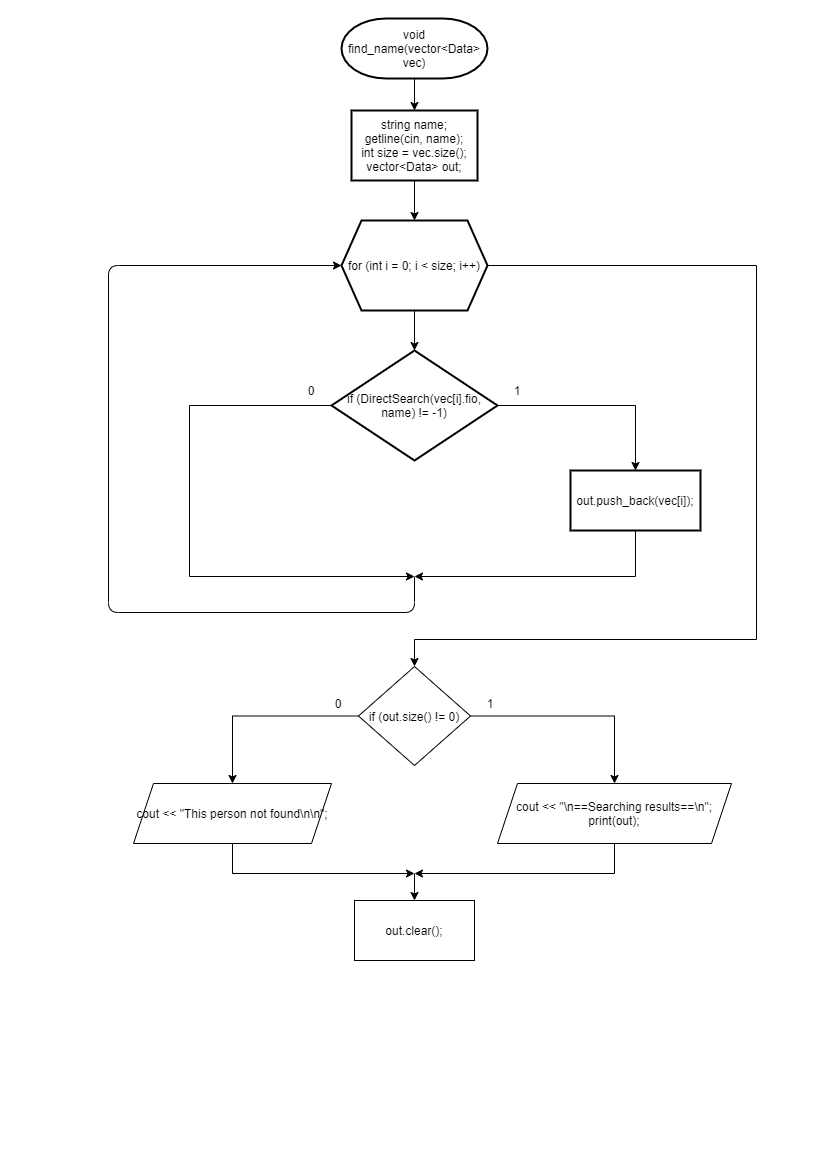 void
find_name(vector<Data>
vec)
string name;
getline(cin, name);
int size = vec.size();
vector<Data> out;
for (int i = 0; i < size; i++)
0
1
if (DirectSearch(vec[i].fio,
name) != -1)
out.push_back(vec[i]);
0
1
if (out.size() != 0)
cout << "This person not found\n\n";
cout << "\n==Searching results==\n";
print(out);
out.clear();